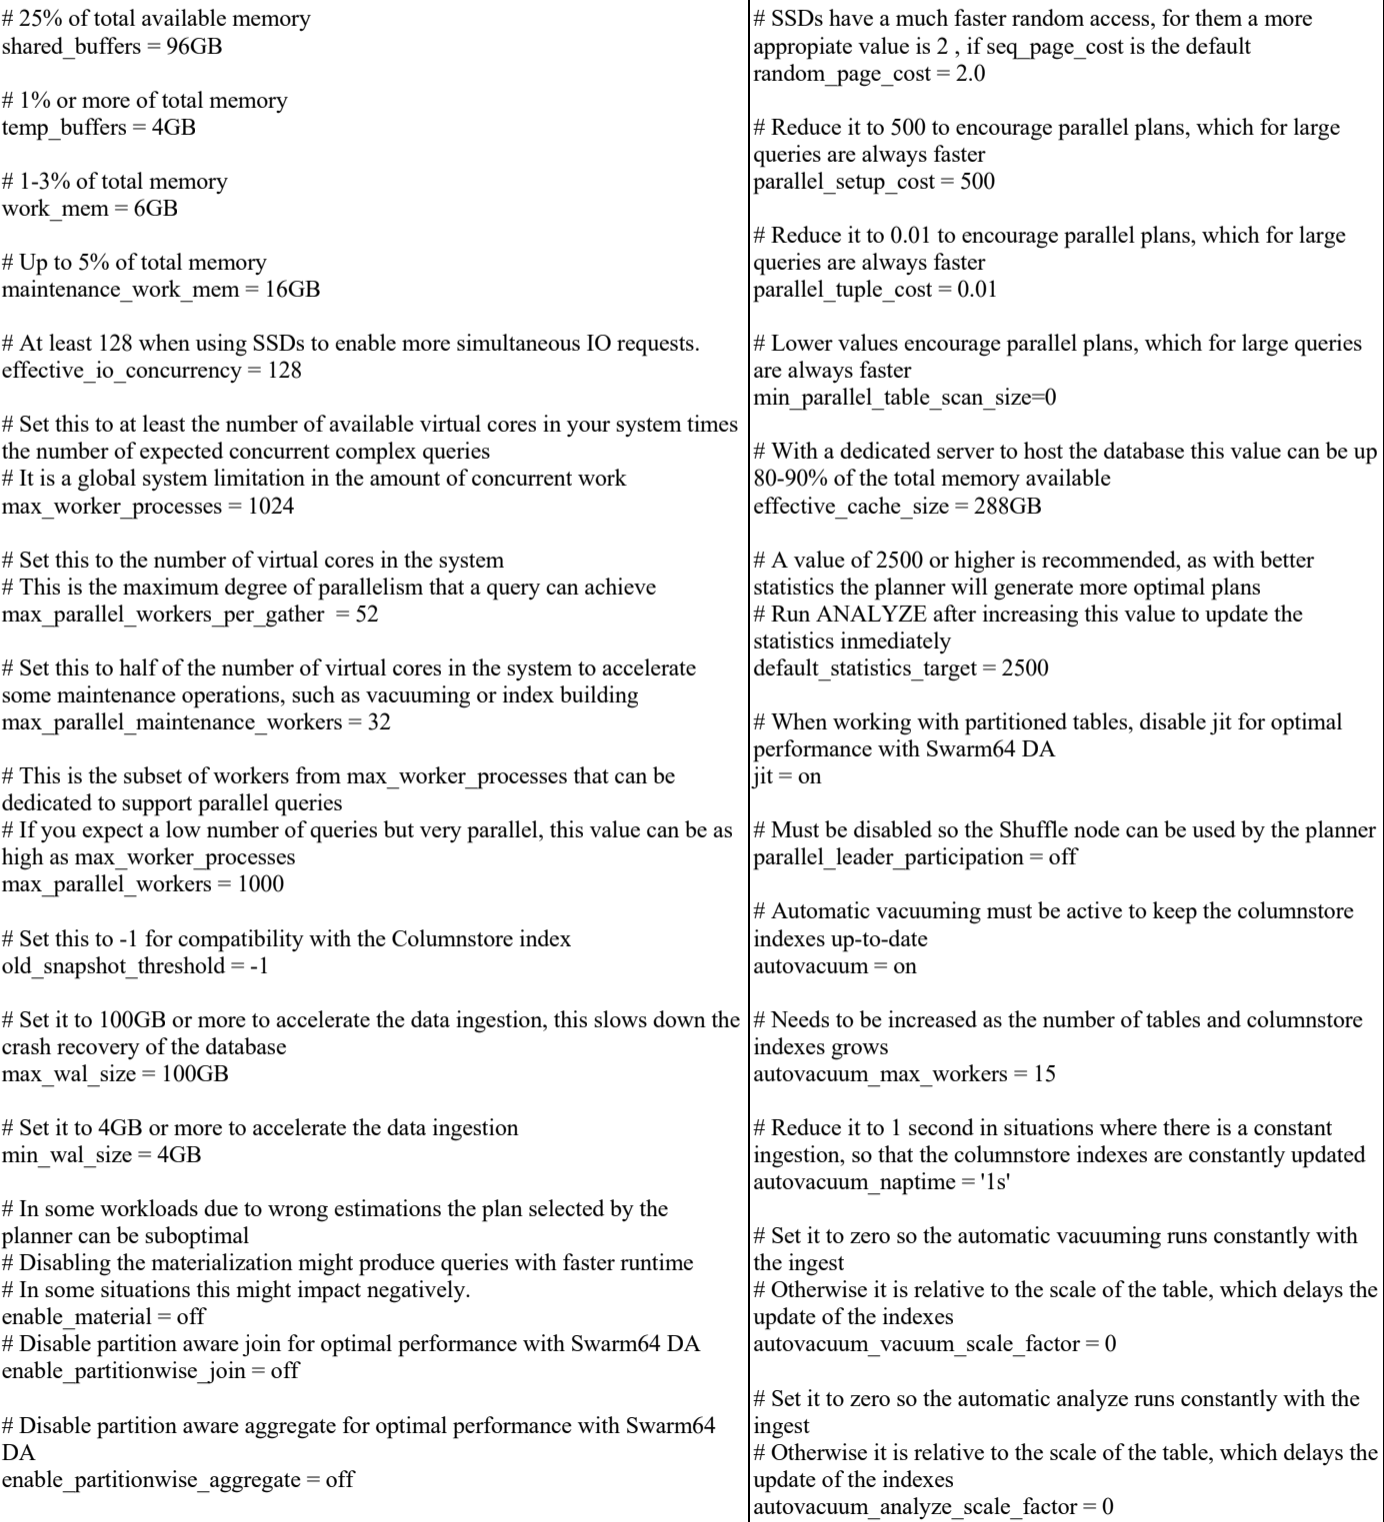 # 25% of total available memory
shared_buffers = 96GB
# 1% or more of total memory
temp_buffers = 4GB
# 1-3% of total memory
work_mem = 6GB
# Up to 5% of total memory
maintenance_work_mem = 16GB
# At least 128 when using SSDs to enable more simultaneous IO requests.
effective_io_concurrency = 128
# Set this to at least the number of available virtual cores in your system times
the number of expected concurrent complex queries
# It is a global system limitation in the amount of concurrent work
max_worker_processes = 1024
# Set this to the number of virtual cores in the system
# This is the maximum degree of parallelism that a query can achieve
max_parallel_workers_per_gather  = 52
# Set this to half of the number of virtual cores in the system to accelerate
some maintenance operations, such as vacuuming or index building
max_parallel_maintenance_workers = 32
# This is the subset of workers from max_worker_processes that can be
dedicated to support parallel queries
# If you expect a low number of queries but very parallel, this value can be as
high as max_worker_processes
max_parallel_workers = 1000
# Set this to -1 for compatibility with the Columnstore index
old_snapshot_threshold = -1
# Set it to 100GB or more to accelerate the data ingestion, this slows down the
crash recovery of the database
max_wal_size = 100GB
# Set it to 4GB or more to accelerate the data ingestion
min_wal_size = 4GB
# In some workloads due to wrong estimations the plan selected by the
planner can be suboptimal
# Disabling the materialization might produce queries with faster runtime
# In some situations this might impact negatively.
enable_material = off
# Disable partition aware join for optimal performance with Swarm64 DA
enable_partitionwise_join = off
# Disable partition aware aggregate for optimal performance with Swarm64
DA
enable_partitionwise_aggregate = off
# SSDs have a much faster random access, for them a more
appropiate value is 2 , if seq_page_cost is the default
random_page_cost = 2.0
# Reduce it to 500 to encourage parallel plans, which for large
queries are always faster
parallel_setup_cost = 500
# Reduce it to 0.01 to encourage parallel plans, which for large
queries are always faster
parallel_tuple_cost = 0.01
# Lower values encourage parallel plans, which for large queries
are always faster
min_parallel_table_scan_size=0
# With a dedicated server to host the database this value can be up
80-90% of the total memory available
effective_cache_size = 288GB
# A value of 2500 or higher is recommended, as with better
statistics the planner will generate more optimal plans
# Run ANALYZE after increasing this value to update the
statistics inmediately
default_statistics_target = 2500
# When working with partitioned tables, disable jit for optimal
performance with Swarm64 DA
jit = on
# Must be disabled so the Shuffle node can be used by the planner
parallel_leader_participation = off
# Automatic vacuuming must be active to keep the columnstore
indexes up-to-date
autovacuum = on
# Needs to be increased as the number of tables and columnstore
indexes grows
autovacuum_max_workers = 15
# Reduce it to 1 second in situations where there is a constant
ingestion, so that the columnstore indexes are constantly updated
autovacuum_naptime = '1s'
# Set it to zero so the automatic vacuuming runs constantly with
the ingest
# Otherwise it is relative to the scale of the table, which delays the
update of the indexes
autovacuum_vacuum_scale_factor = 0
# Set it to zero so the automatic analyze runs constantly with the
ingest
# Otherwise it is relative to the scale of the table, which delays the
update of the indexes
autovacuum_analyze_scale_factor = 0